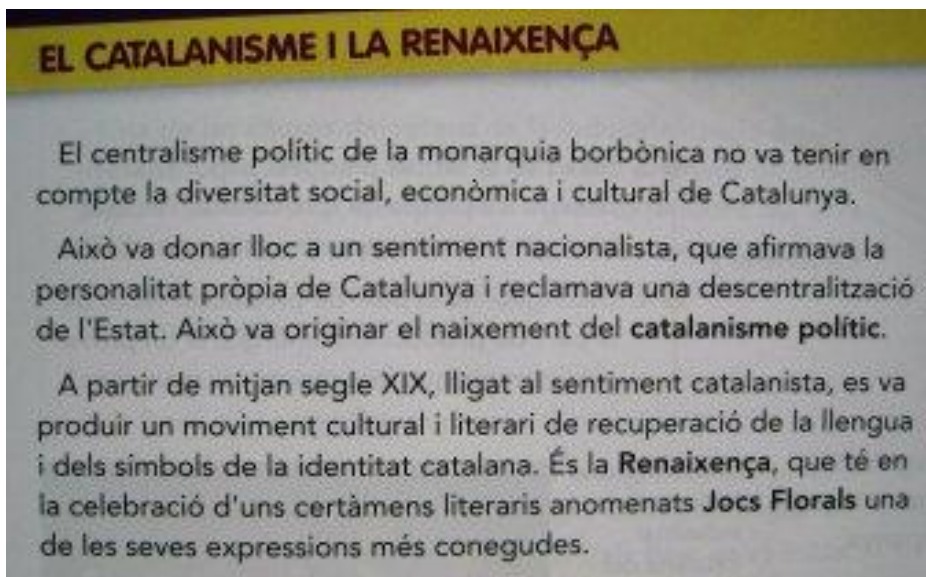 EL CATALANISME I LA RENAIXENÇA
El centralisme polític de la monarquia borbònica no va tenir en
compte la diversitat social, econòmica i cultural de Catalunya.
Això va donar lloc a un sentiment nacionalista, que afirmava la
personalitat pròpia de Catalunya i reclamava una descentralització
de l'Estat. Això va originar el naixement del catalanisme polític.
A partir de mitjan segle XIX, lligat al sentiment catalanista, es va
produir un moviment cultural i literari de recuperació de la llengua
i dels símbols de la identitat catalana. És la Renaixença, que té en
la celebració d'uns certàmens literaris anomenats Jocs Florals una
de les seves expressions més conegudes.